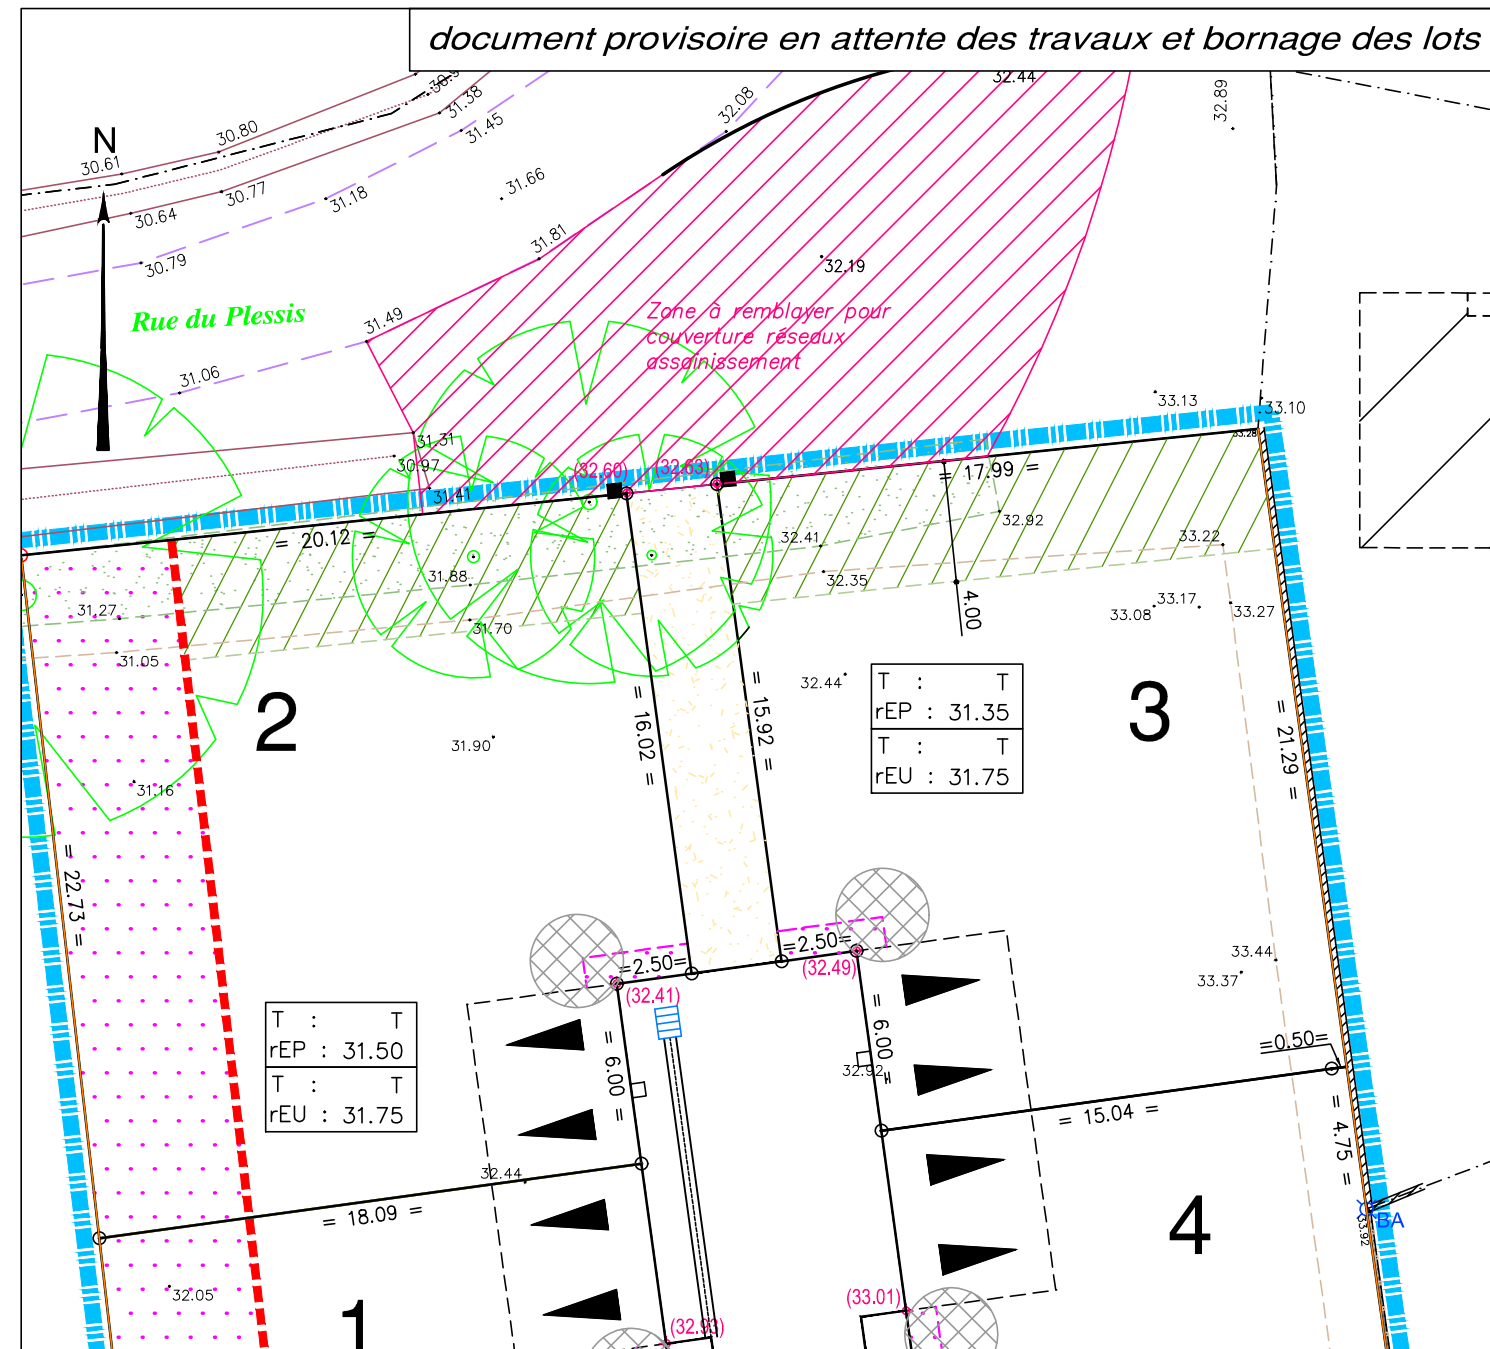 document provisoire en attente des travaux et bornage des lots
32.44
31.38
32.08
32.89
30.80
31.45
N
30.61
31.66
30.77
31.18
30.64
31.81
30.79
32.19
Zone à remblayer pour
couverture réseaux
assainissement
Rue du Plessis
31.49
31.06
33.13
33.10
31.31
33.28
30.97
(32.60)
(32.63)
= 17.99 =
31.41
32.92
= 20.12 =
32.41
33.22
31.88
32.35
31.27
4.00
33.08
33.17
33.27
31.70
31.05
2
32.44
T : T
rEP : 31.35
T : T
rEU : 31.75
3
= 16.02 =
= 15.92 =
= 21.29 =
31.90
31.16
= 22.73 =
=2.50=
=2.50=
(32.49)
33.44
33.37
(32.41)
T : T
rEP : 31.50
T : T
rEU : 31.75
= 6.00 =
= 6.00 =
32.92
=0.50=
= 15.04 =
= 4.75 =
32.44
= 18.09 =
4
BA
33.92
32.05
(33.01)
1
(32.93)